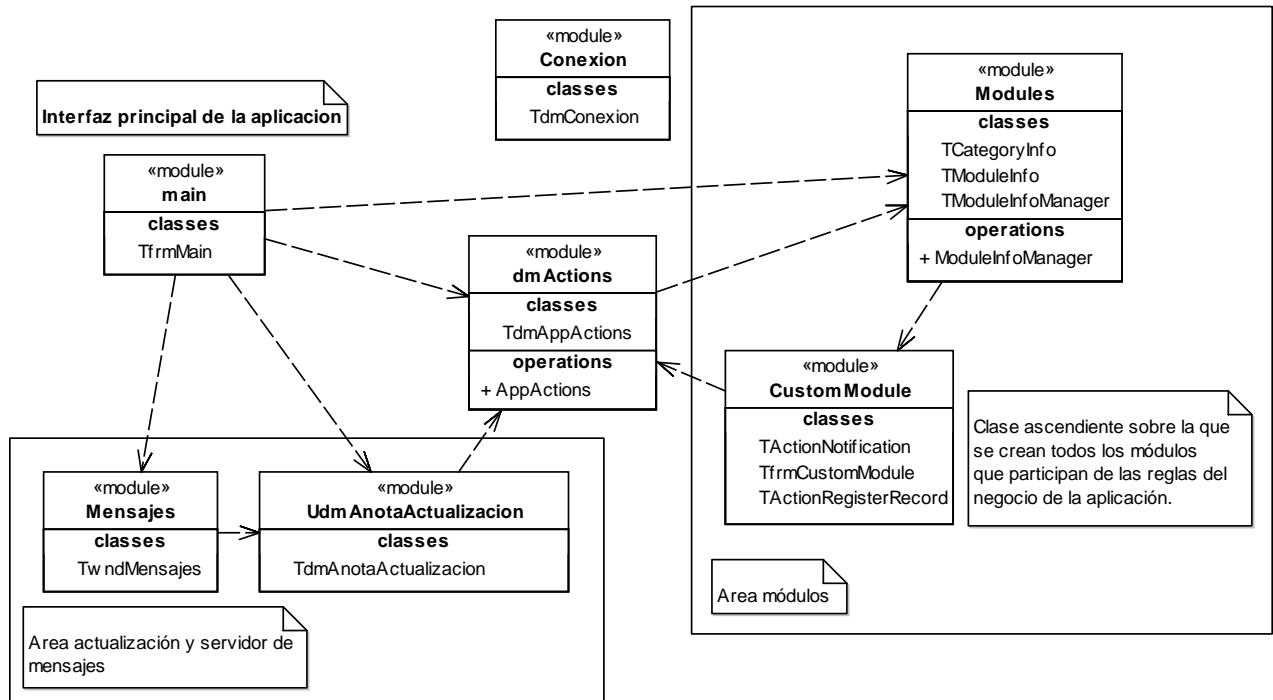 «module»
Conexion
classes
TdmConexion
«module»
Modules
classes
TCategoryInfo
TModuleInfo
TModuleInfoManager
operations
+ ModuleInfoManager
Interfaz principal de la aplicacion
«module»
main
classes
TfrmMain
«module»
dmActions
classes
TdmAppActions
operations
+ AppActions
«module»
CustomModule
classes
TActionNotification
TfrmCustomModule
TActionRegisterRecord
Clase ascendiente sobre la que
se crean todos los módulos
que participan de las reglas del
negocio de la aplicación.
Area módulos
«module»
Mensajes
classes
TwndMensajes
«module»
UdmAnotaActualizacion
classes
TdmAnotaActualizacion
Area actualización y servidor de
mensajes